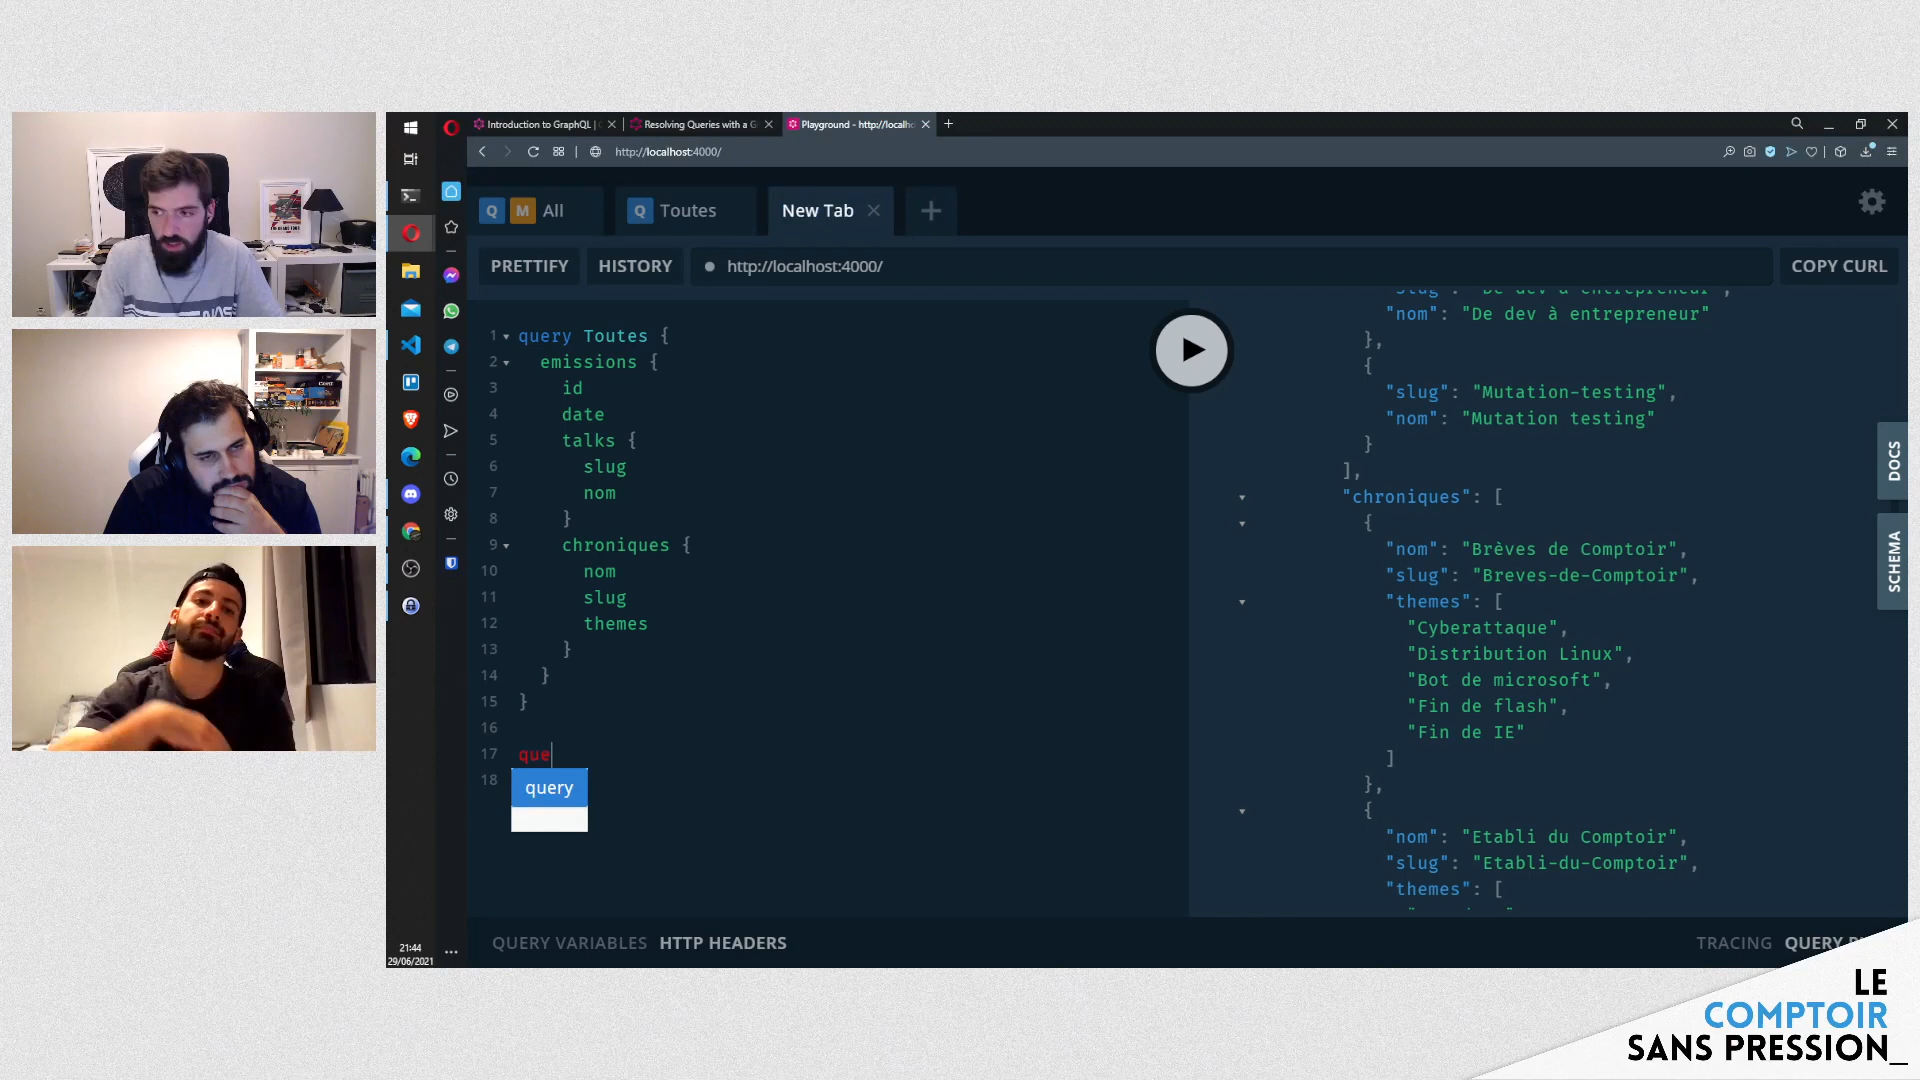 Introduction to GraphQL |
Resolving Queries with a G
Playground - http://localho
http://localhost:4000/
Q M All
Q Toutes
New Tab
PRETTIFY
HISTORY
http://localhost:4000/
COPY CURL
1 query Toutes {
2 emissions {
3 id
4 date
5 talks {
6 slug
7 nom
8 }
9 chroniques {
10 nom
11 slug
12 themes
13 }
14 }
15 }
16
17 que
18
query
"nom": "De dev à entrepreneur"
},
{
"slug": "Mutation-testing",
"nom": "Mutation testing"
}
],
"chroniques": [
{
"nom": "Brèves de Comptoir",
"slug": "Breves-de-Comptoir",
"themes": [
"Cyberattaque",
"Distribution Linux",
"Bot de microsoft",
"Fin de flash",
"Fin de IE"
]
},
{
"nom": "Etabli du Comptoir",
"slug": "Etabli-du-Comptoir",
"themes": [
DOCS
SCHEMA
QUERY VARIABLES
HTTP HEADERS
TRACING
QUERY
21:44
29/06/2021
LE
COMPTOIR
SANS PRESSION_